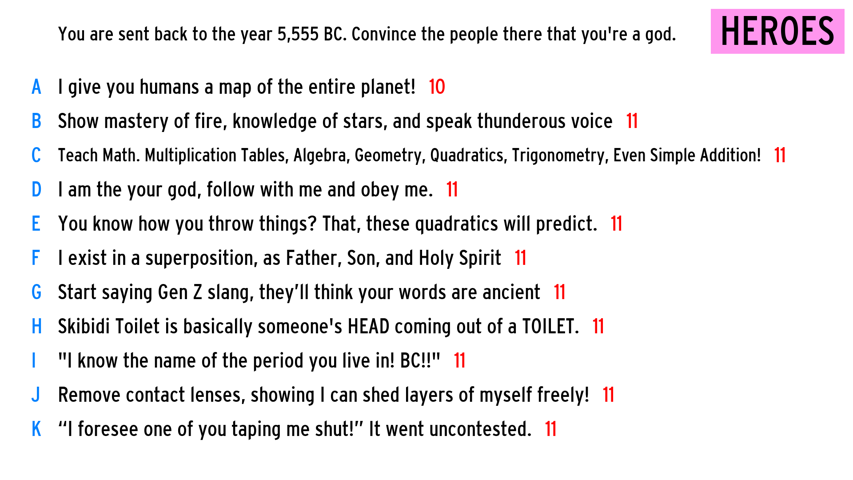 You are sent back to the year 5,555 BC. Convince the people there that you're a god.
HEROES
A I give you humans a map of the entire planet! 10
B Show mastery of fire, knowledge of stars, and speak thunderous voice 11
C Teach Math. Multiplication Tables, Algebra, Geometry, Quadratics, Trigonometry, Even Simple Addition! 11
D I am the your god, follow with me and obey me. 11
E You know how you throw things? That, these quadratics will predict. 11
F I exist in a superposition, as Father, Son, and Holy Spirit 11
G Start saying Gen Z slang, they’ll think your words are ancient 11
H Skibidi Toilet is basically someone's HEAD coming out of a TOILET. 11
I "I know the name of the period you live in! BC!!" 11
J Remove contact lenses, showing I can shed layers of myself freely! 11
K “I foresee one of you taping me shut!” It went uncontested. 11